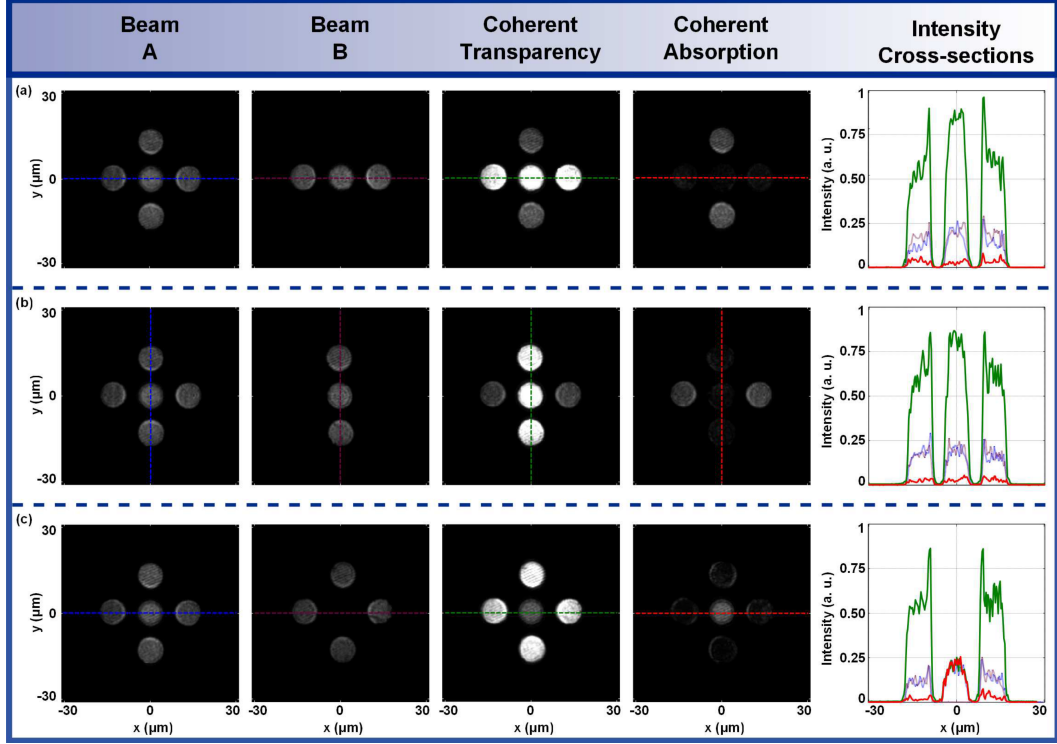 Beam A
Beam B
Coherent Transparency
Coherent Absorption
Intensity Cross-sections
(a)
30
y (µm)
0
-30
1
0.75
Intensity (a. u.)
0.50
0.25
0
(b)
30
y (µm)
0
-30
1
0.75
Intensity (a. u.)
0.50
0.25
0
(c)
30
y (µm)
0
-30
-30 0 30
x (µm)
-30 0 30
x (µm)
-30 0 30
x (µm)
-30 0 30
x (µm)
1
0.75
Intensity (a. u.)
0.50
0.25
0
-30 0 30
x (µm)